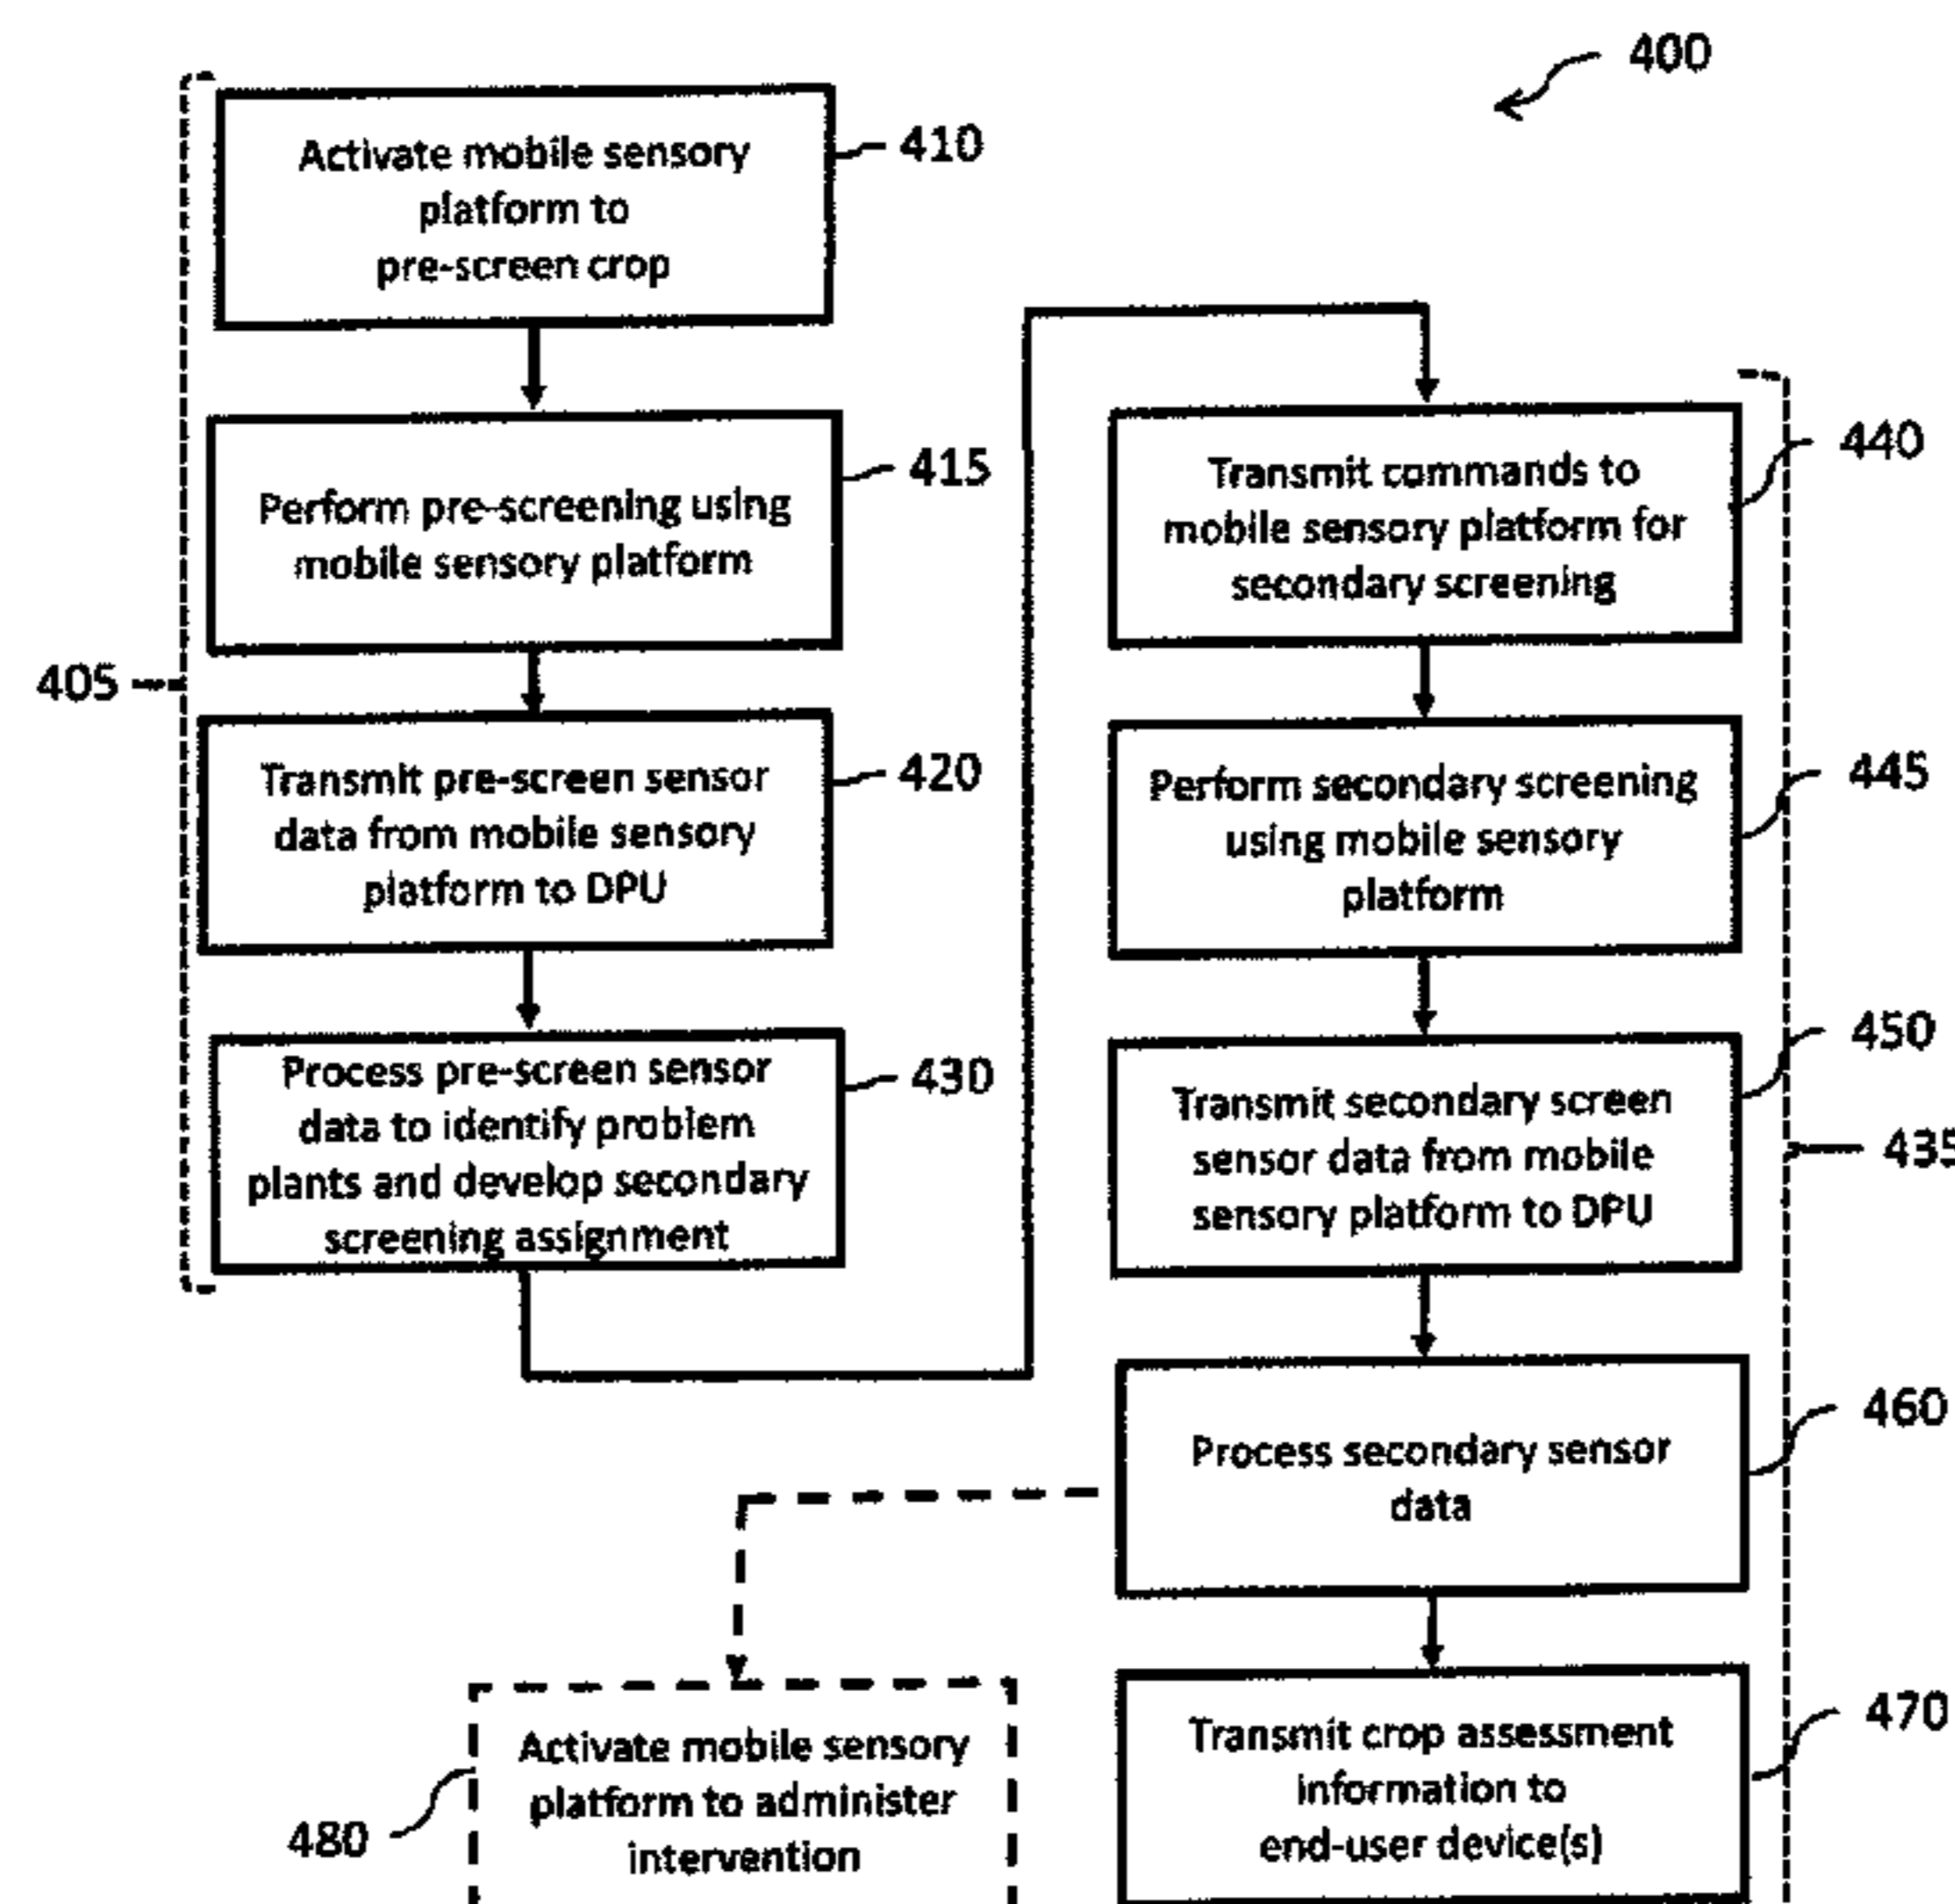 400
Activate mobile sensory
platform to
pre-screen crop
410
Perform pre-screening using
mobile sensory platform
415
405
Transmit pre-screen sensor
data from mobile sensory
platform to DPU
420
Process pre-screen sensor
data to identify problem
plants and develop secondary
screening assignment
430
Transmit commands to
mobile sensory platform for
secondary screening
440
Perform secondary screening
using mobile sensory
platform
445
Transmit secondary screen
sensor data from mobile
sensory platform to DPU
450
435
Process secondary sensor
data
460
Transmit crop assessment
information to
end-user device(s)
470
Activate mobile sensory
platform to administer
intervention
480